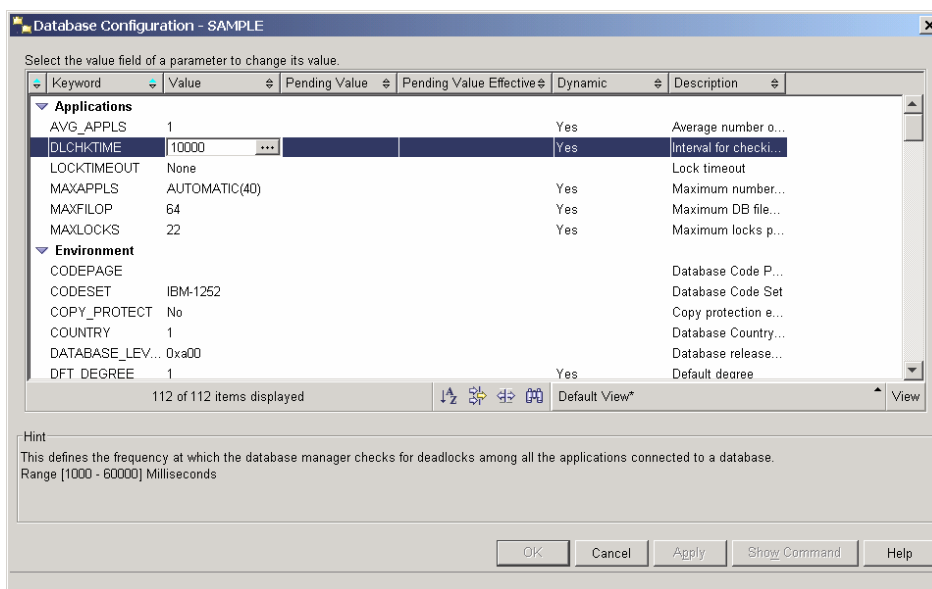 Database Configuration - SAMPLE
Select the value field of a parameter to change its value.
Keyword Value Pending Value Pending Value Effective Dynamic Description
Applications
AVG_APPLS 1 Yes Average number o...
DLCHKTIME 10000 ... Yes Interval for checki...
LOCKTIMEOUT None Lock timeout
MAXAPPLS AUTOMATIC(40) Yes Maximum number...
MAXFILOP 64 Yes Maximum DB file...
MAXLOCKS 22 Yes Maximum locks p...
Environment
CODEPAGE Database Code P...
CODESET IBM-1252 Database Code Set
COPY_PROTECT No Copy protection e...
COUNTRY 1 Database Country...
DATABASE_LEV... 0xa00 Database release...
DFT_DEGREE 1 Yes Default degree
112 of 112 items displayed Default View* View
Hint
This defines the frequency at which the database manager checks for deadlocks among all the applications connected to a database.
Range [1000 - 60000] Milliseconds
OK Cancel Apply Show Command Help